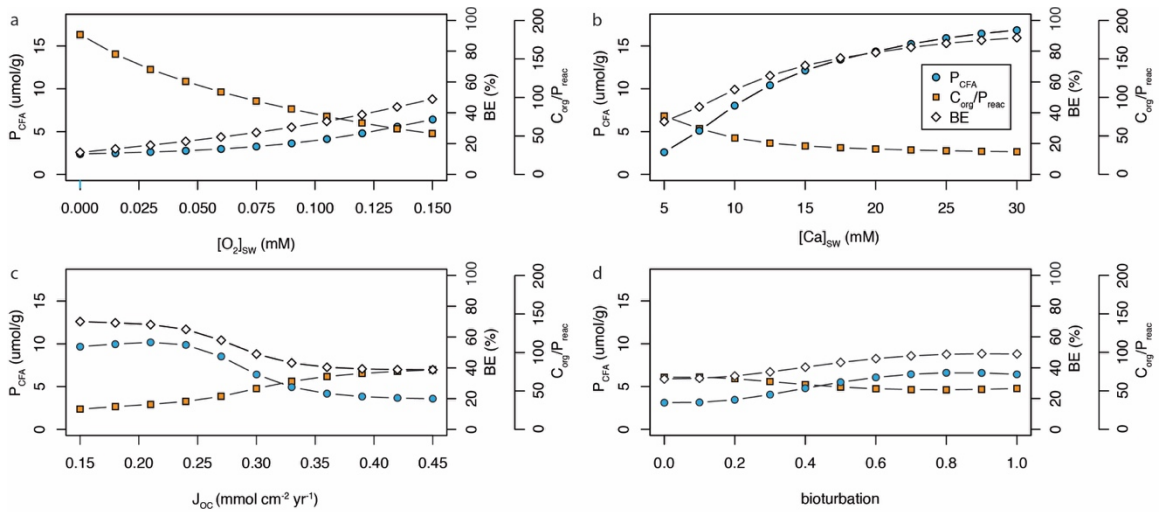 a
P_CFA (umol/g)
15
10
5
0
0.000 0.025 0.050 0.075 0.100 0.125 0.150
[O₂]_SW (mM)
100
80
60
40
20
0
BE (%)
200
150
100
50
0
C_org/P_reac
b
P_CFA (umol/g)
15
10
5
0
5 10 15 20 25 30
[Ca]_SW (mM)
P_CFA
C_org/P_reac
BE
100
80
60
40
20
0
BE (%)
200
150
100
50
0
C_org/P_reac
c
P_CFA (umol/g)
15
10
5
0
0.15 0.20 0.25 0.30 0.35 0.40 0.45
J_OC (mmol cm⁻² yr⁻¹)
100
80
60
40
20
0
BE (%)
200
150
100
50
0
C_org/P_reac
d
P_CFA (umol/g)
15
10
5
0
0.0 0.2 0.4 0.6 0.8 1.0
bioturbation
100
80
60
40
20
0
BE (%)
200
150
100
50
0
C_org/P_reac